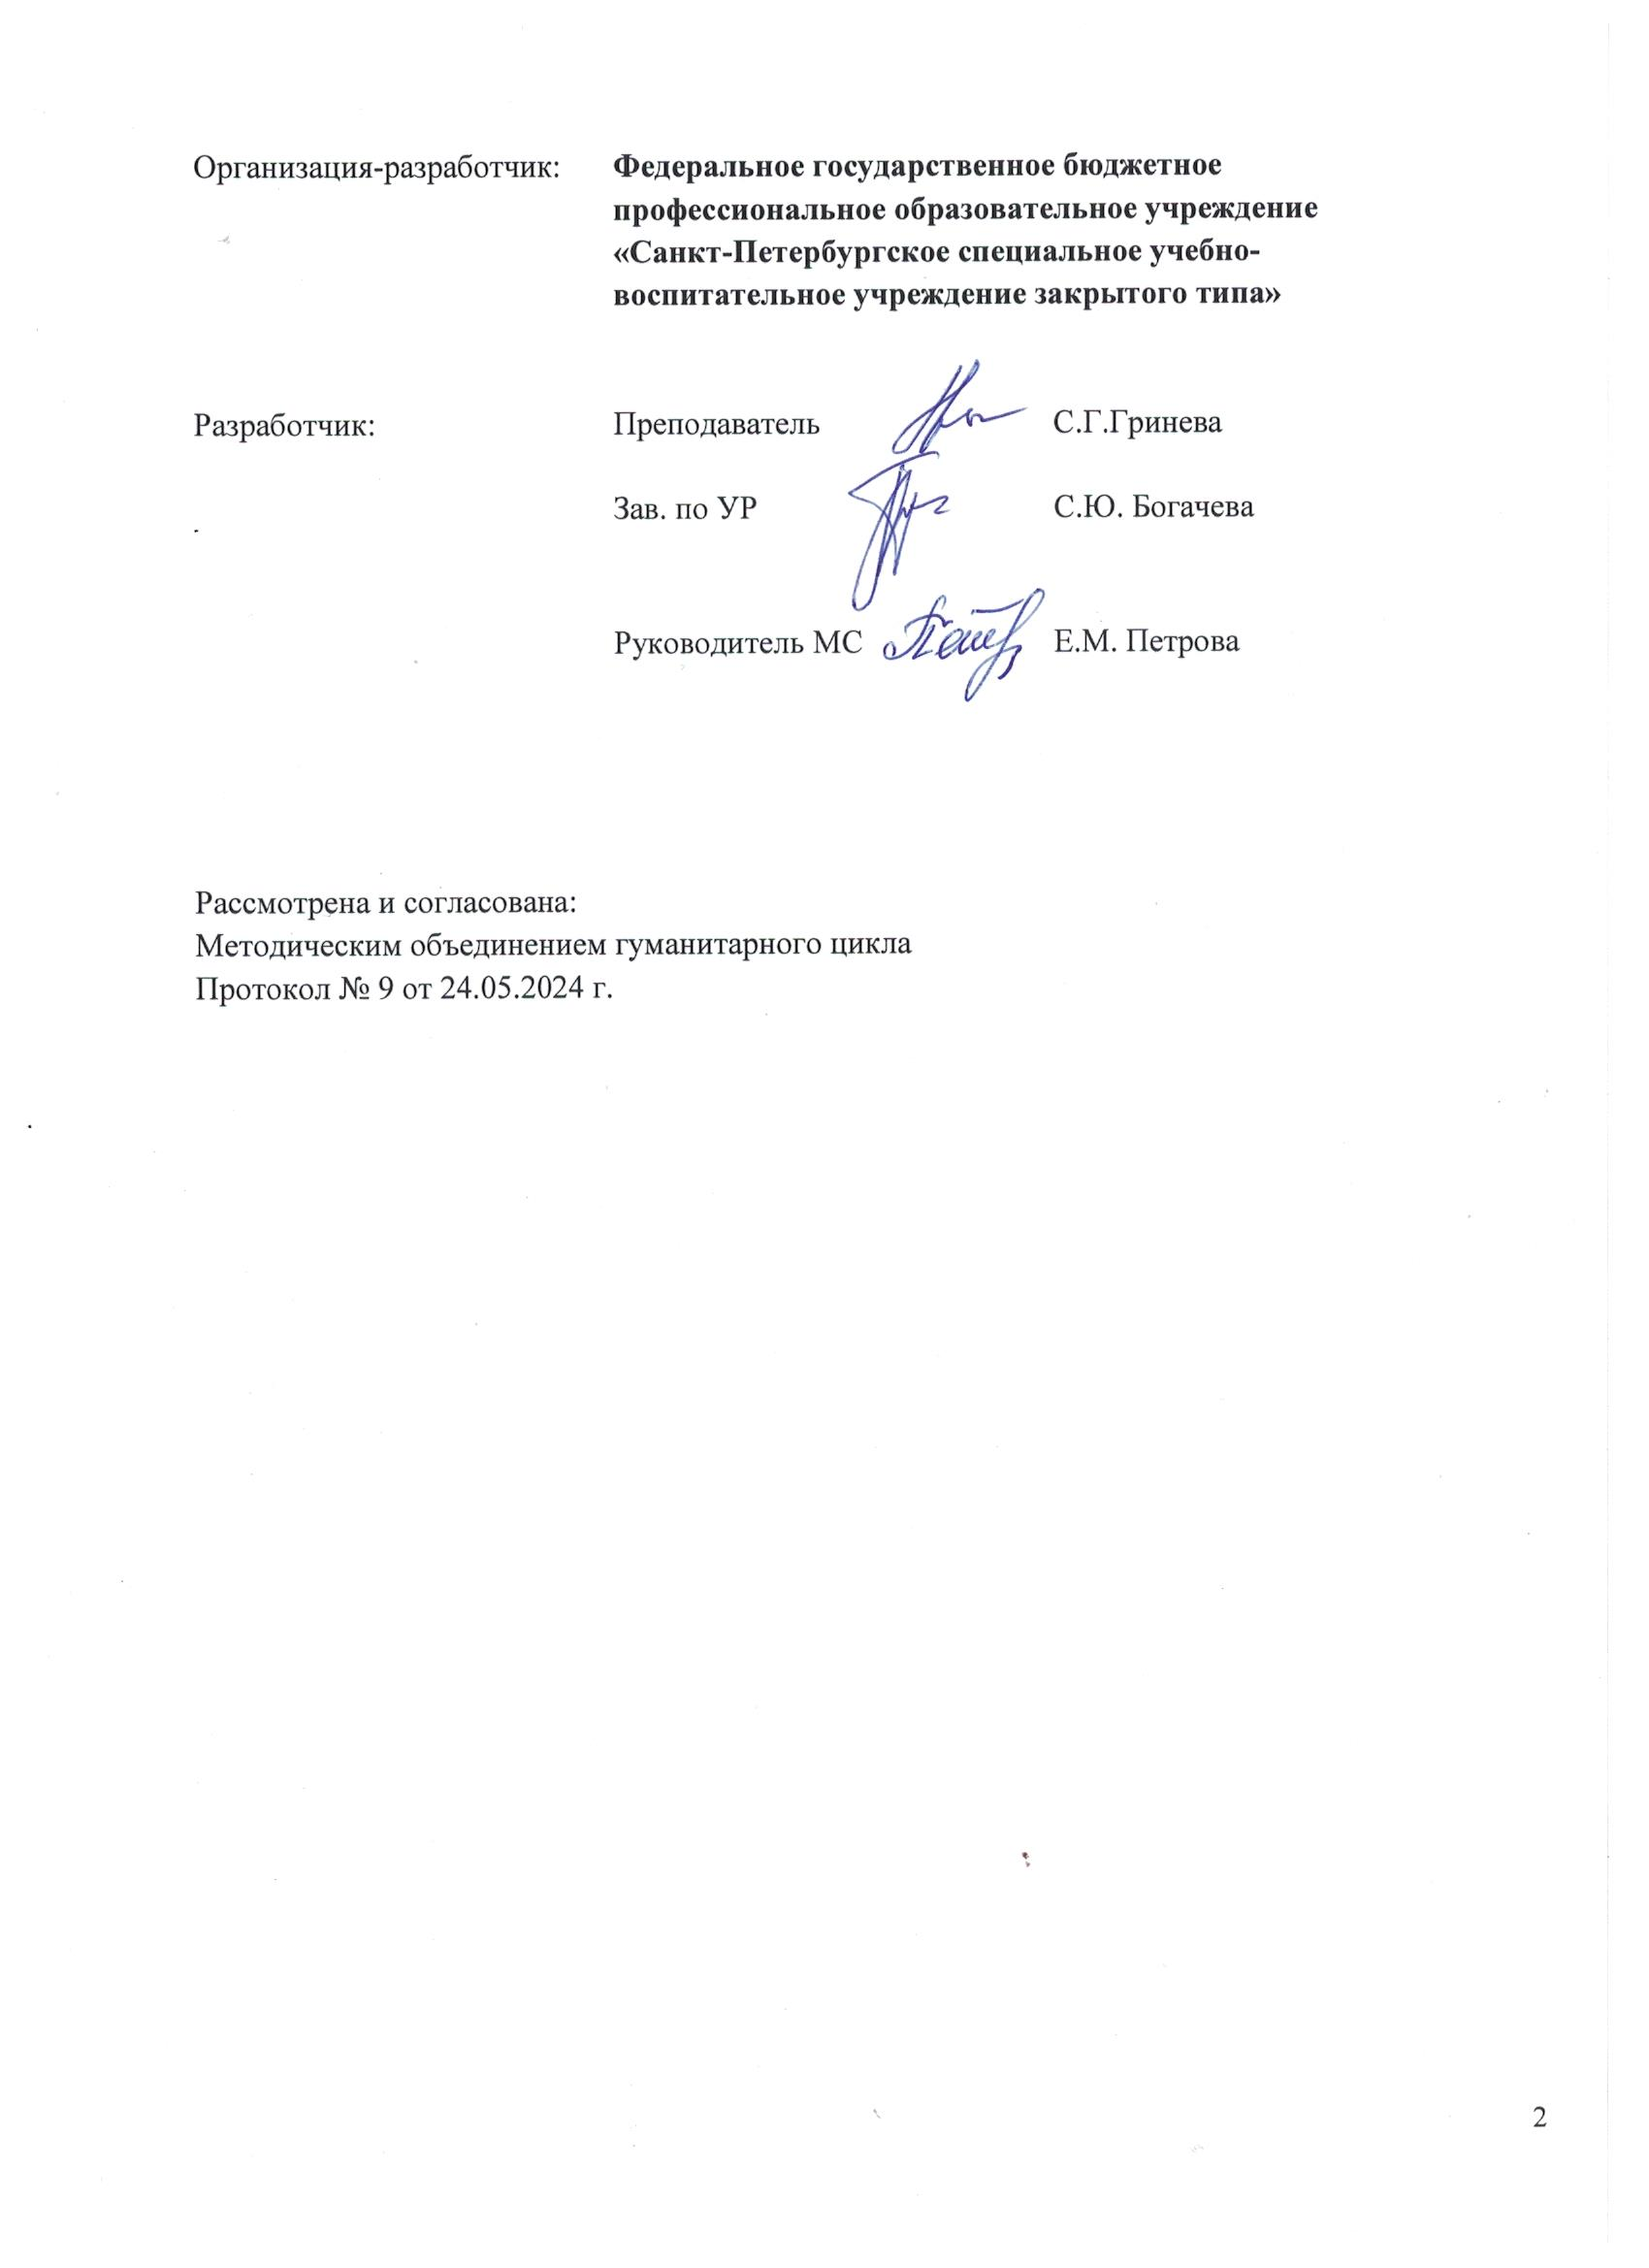 Организация-разработчик: Федеральное государственное бюджетное
профессиональное образовательное учреждение
«Санкт-Петербургское специальное учебно-
воспитательное учреждение закрытого типа»
Разработчик: Преподаватель С.Г.Гринева
Зав. по УР С.Ю. Богачева
Руководитель МС Е.М. Петрова
Рассмотрена и согласована:
Методическим объединением гуманитарного цикла
Протокол № 9 от 24.05.2024 г.
2